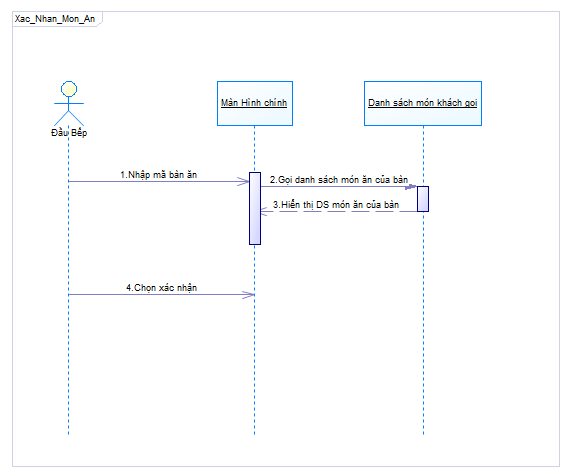 Xac_Nhan_Mon_An
Đầu Bếp
Màn Hình chính
Danh sách món khách gọi
1.Nhập mã bàn ăn
2.Gọi danh sách món ăn của bàn
3.Hiển thị DS món ăn của bàn
4.Chọn xác nhận